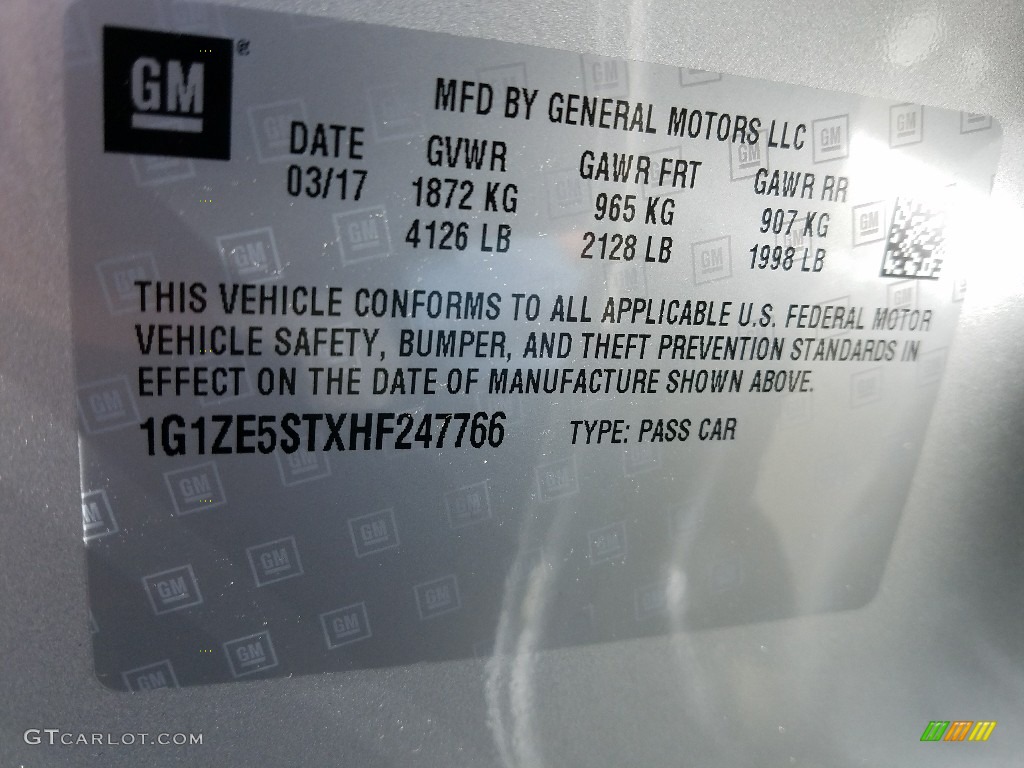 GM ®
MFD BY GENERAL MOTORS LLC
DATE GVWR GAWR FRT GAWR RR
03/17 1872 KG 965 KG 907 KG
4126 LB 2128 LB 1998 LB
THIS VEHICLE CONFORMS TO ALL APPLICABLE U.S. FEDERAL MOTOR
VEHICLE SAFETY, BUMPER, AND THEFT PREVENTION STANDARDS IN
EFFECT ON THE DATE OF MANUFACTURE SHOWN ABOVE.
1G1ZE5STXHF247766 TYPE: PASS CAR
GTCARLOT.COM